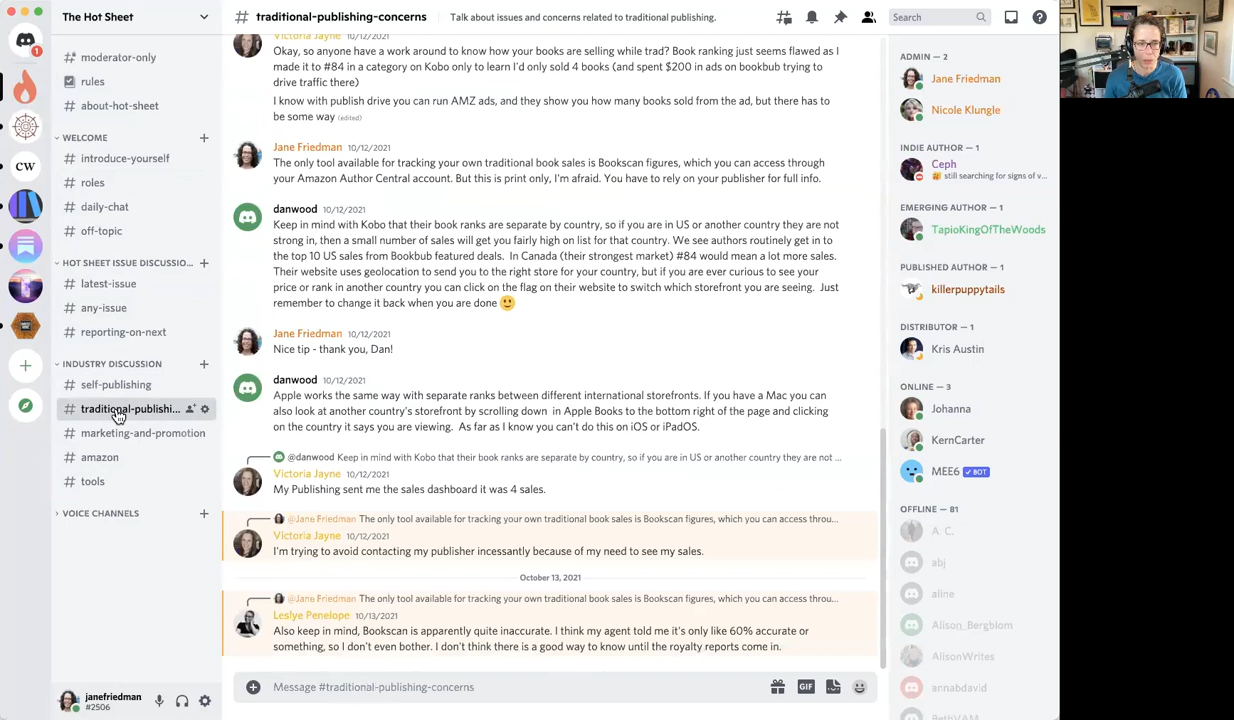 The Hot Sheet
# traditional-publishing-concerns
Talk about issues and concerns related to traditional publishing.
Search
1
CW
# moderator-only
rules
# about-hot-sheet
WELCOME
# introduce-yourself
# roles
# daily-chat
# off-topic
HOT SHEET ISSUE DISCUSSIO...
# latest-issue
# any-issue
# reporting-on-next
INDUSTRY DISCUSSION
# self-publishing
# traditional-publishi...
# marketing-and-promotion
# amazon
# tools
VOICE CHANNELS
janefriedman
#2506
Victoria Jayne 10/12/2021
Okay, so anyone have a work around to know how your books are selling while trad? Book ranking just seems flawed as I
made it to #84 in a category on Kobo only to learn I'd only sold 4 books (and spent $200 in ads on bookbub trying to
drive traffic there)
I know with publish drive you can run AMZ ads, and they show you how many books sold from the ad, but there has to
be some way (edited)
Jane Friedman 10/12/2021
The only tool available for tracking your own traditional book sales is Bookscan figures, which you can access through
your Amazon Author Central account. But this is print only, I'm afraid. You have to rely on your publisher for full info.
danwood 10/12/2021
Keep in mind with Kobo that their book ranks are separate by country, so if you are in US or another country they are not
strong in, then a small number of sales will get you fairly high on list for that country. We see authors routinely get in to
the top 10 US sales from Bookbub featured deals. In Canada (their strongest market) #84 would mean a lot more sales.
Their website uses geolocation to send you to the right store for your country, but if you are ever curious to see your
price or rank in another country you can click on the flag on their website to switch which storefront you are seeing. Just
remember to change it back when you are done 🙂
Jane Friedman 10/12/2021
Nice tip - thank you, Dan!
danwood 10/12/2021
Apple works the same way with separate ranks between different international storefronts. If you have a Mac you can
also look at another country's storefront by scrolling down in Apple Books to the bottom right of the page and clicking
on the country it says you are viewing. As far as I know you can't do this on iOS or iPadOS.
@danwood Keep in mind with Kobo that their book ranks are separate by country, so if you are in US or another country they are not ...
Victoria Jayne 10/12/2021
My Publishing sent me the sales dashboard it was 4 sales.
@Jane Friedman The only tool available for tracking your own traditional book sales is Bookscan figures, which you can access throu...
Victoria Jayne 10/12/2021
I'm trying to avoid contacting my publisher incessantly because of my need to see my sales.
October 13, 2021
@Jane Friedman The only tool available for tracking your own traditional book sales is Bookscan figures, which you can access throu...
Leslye Penelope 10/13/2021
Also keep in mind, Bookscan is apparently quite inaccurate. I think my agent told me it's only like 60% accurate or
something, so I don't even bother. I don't think there is a good way to know until the royalty reports come in.
Message #traditional-publishing-concerns
GIF
ADMIN — 2
Jane Friedman
Nicole Klungle
INDIE AUTHOR — 1
Ceph
still searching for signs of v...
EMERGING AUTHOR — 1
TapioKingOfTheWoods
PUBLISHED AUTHOR — 1
killerpuppytails
DISTRIBUTOR — 1
Kris Austin
ONLINE — 3
Johanna
KernCarter
MEE6 ✓ BOT
OFFLINE — 81
A. C.
abj
aline
Alison_Bergblom
AlisonWrites
annabdavid
BethVAM